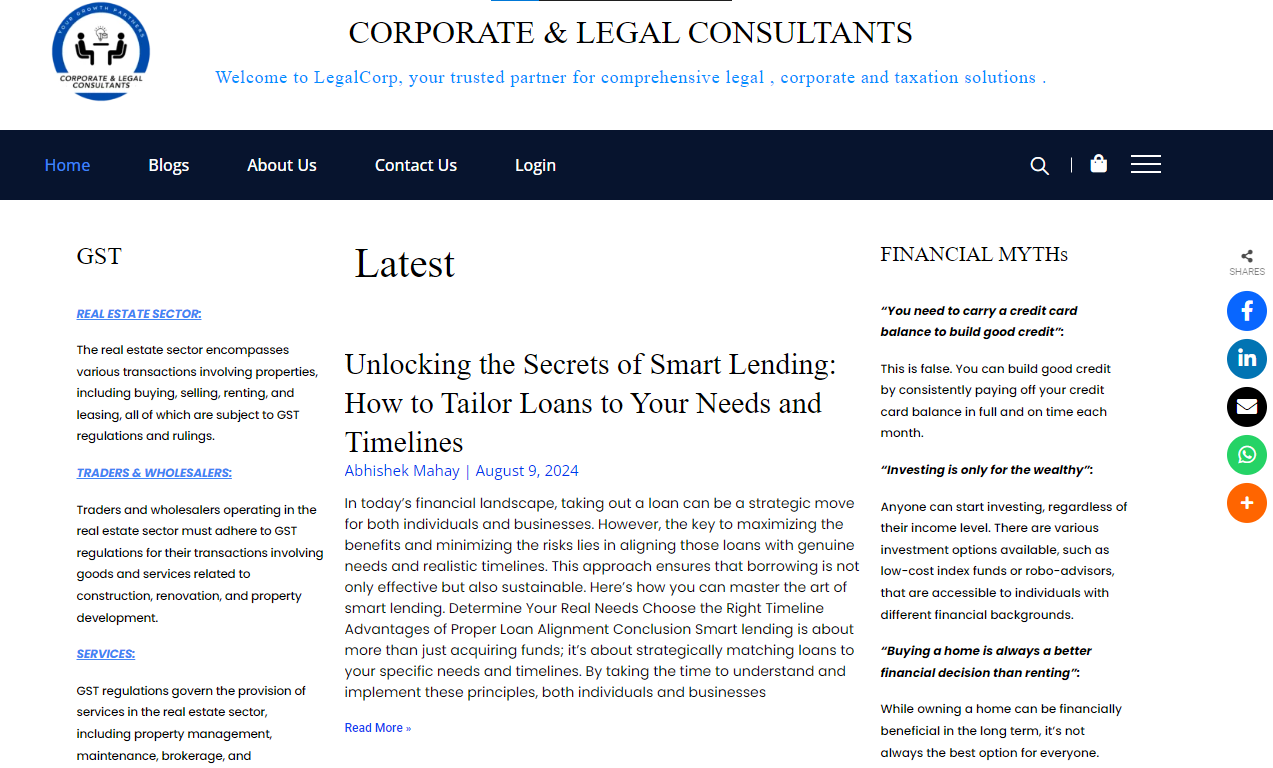 YOUR GROWTH PARTNERS
CORPORATE & LEGAL
CONSULTANTS
CORPORATE & LEGAL CONSULTANTS
Welcome to LegalCorp, your trusted partner for comprehensive legal , corporate and taxation solutions .
Home
Blogs
About Us
Contact Us
Login
GST
REAL ESTATE SECTOR:
The real estate sector encompasses
various transactions involving properties,
including buying, selling, renting, and
leasing, all of which are subject to GST
regulations and rulings.
TRADERS & WHOLESALERS:
Traders and wholesalers operating in the
real estate sector must adhere to GST
regulations for their transactions involving
goods and services related to
construction, renovation, and property
development.
SERVICES:
GST regulations govern the provision of
services in the real estate sector,
including property management,
maintenance, brokerage, and
Latest
Unlocking the Secrets of Smart Lending:
How to Tailor Loans to Your Needs and
Timelines
Abhishek Mahay | August 9, 2024
In today’s financial landscape, taking out a loan can be a strategic move
for both individuals and businesses. However, the key to maximizing the
benefits and minimizing the risks lies in aligning those loans with genuine
needs and realistic timelines. This approach ensures that borrowing is not
only effective but also sustainable. Here’s how you can master the art of
smart lending. Determine Your Real Needs Choose the Right Timeline
Advantages of Proper Loan Alignment Conclusion Smart lending is about
more than just acquiring funds; it’s about strategically matching loans to
your specific needs and timelines. By taking the time to understand and
implement these principles, both individuals and businesses
Read More »
FINANCIAL MYTHs
“You need to carry a credit card
balance to build good credit”:
This is false. You can build good credit
by consistently paying off your credit
card balance in full and on time each
month.
“Investing is only for the wealthy”:
Anyone can start investing, regardless of
their income level. There are various
investment options available, such as
low-cost index funds or robo-advisors,
that are accessible to individuals with
different financial backgrounds.
“Buying a home is always a better
financial decision than renting”:
While owning a home can be financially
beneficial in the long term, it’s not
always the best option for everyone.
SHARES